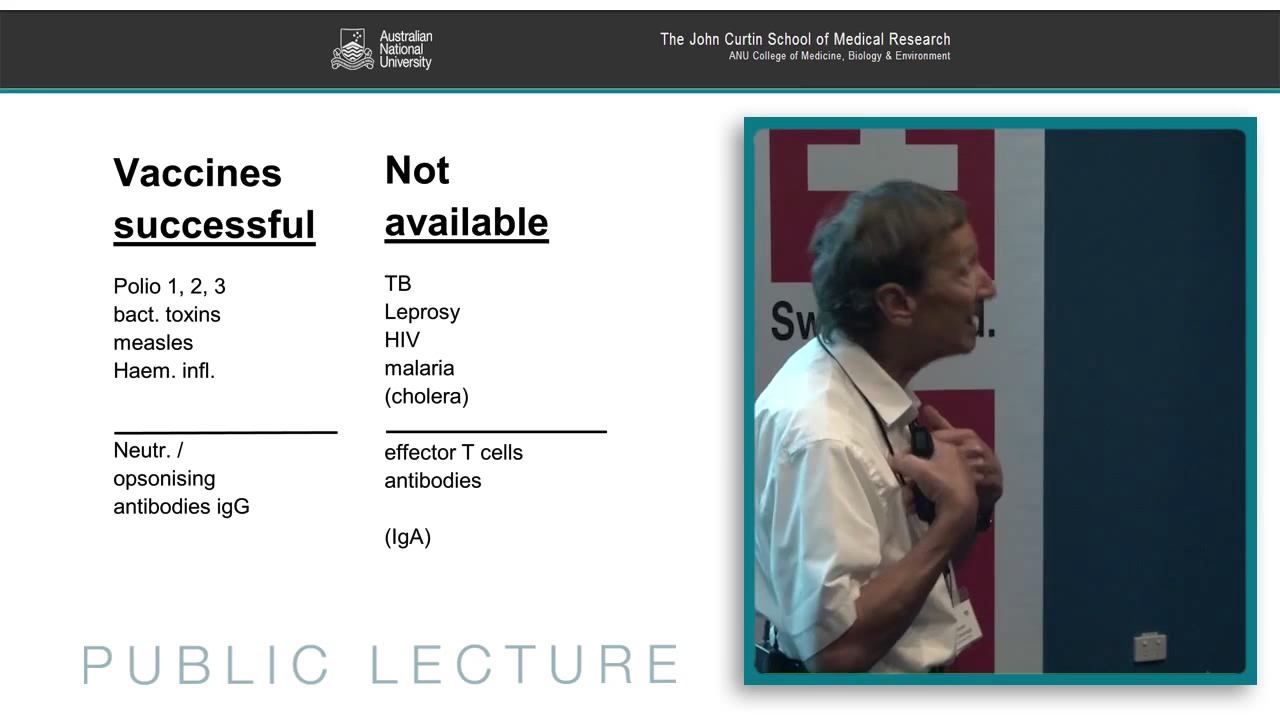 Australian
National
University
The John Curtin School of Medical Research
ANU College of Medicine, Biology & Environment
Vaccines
successful
Polio 1, 2, 3
bact. toxins
measles
Haem. infl.
Neutr. /
opsonising
antibodies igG
Not
available
TB
Leprosy
HIV
malaria
(cholera)
effector T cells
antibodies
(IgA)
PUBLIC LECTURE